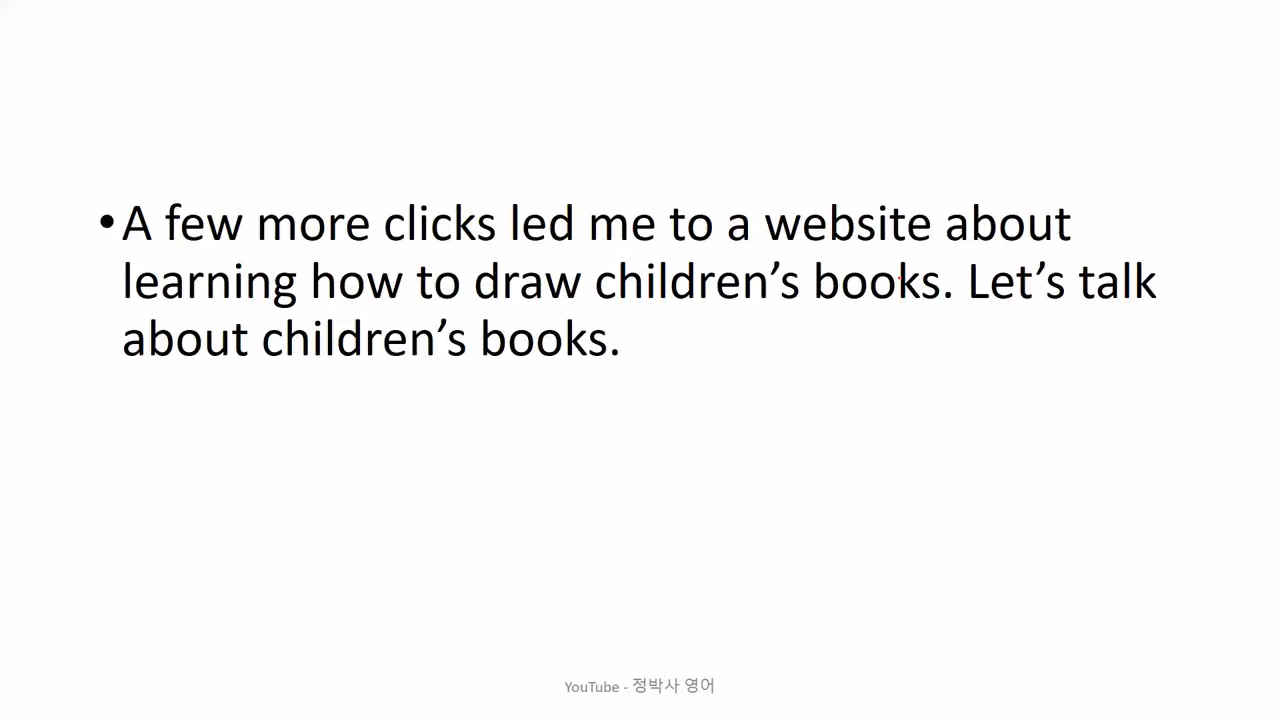 •A few more clicks led me to a website about
learning how to draw children’s books. Let’s talk
about children’s books.
YouTube - 정박사 영어